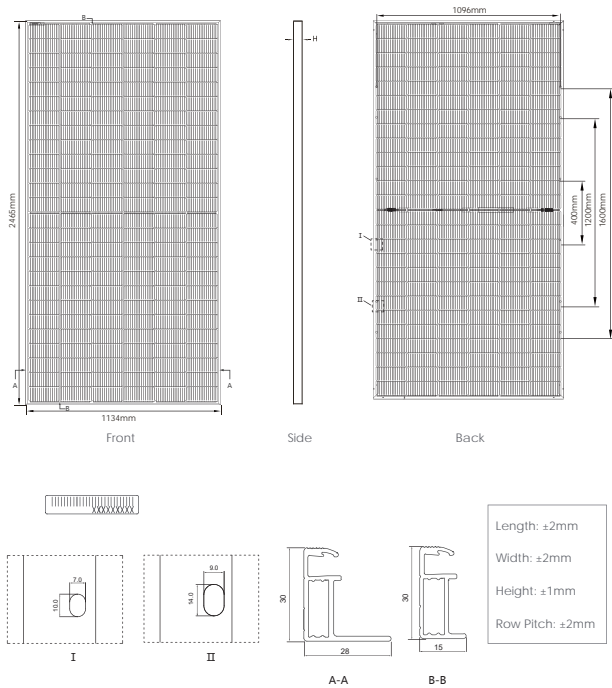 B
H
1096mm
2465mm
400mm
1200mm
1600mm
I
II
A
A
B
1134mm
Front
Side
Back
Length: ±2mm
Width: ±2mm
Height: ±1mm
Row Pitch: ±2mm
7.0
10.0
I
9.0
14.0
II
30
28
A-A
30
15
B-B